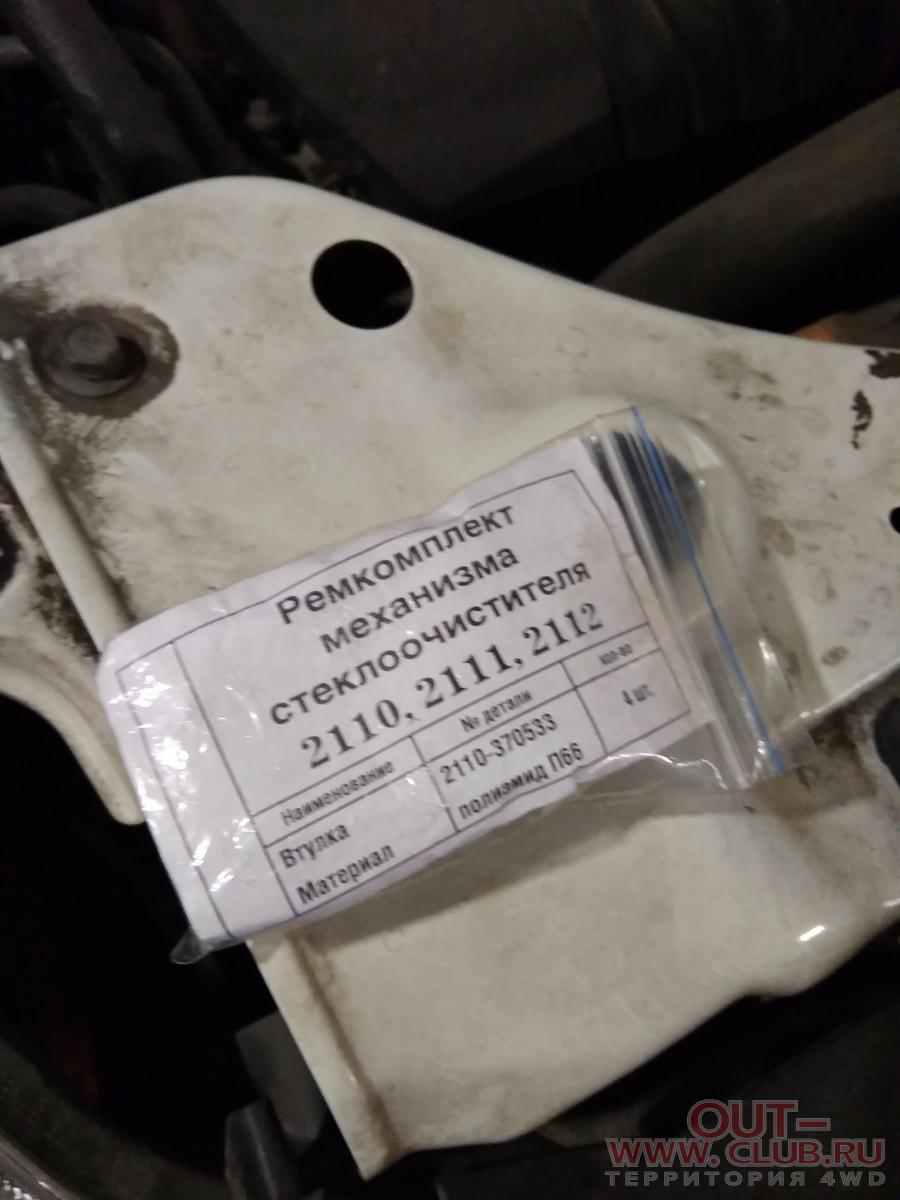 Ремкомплект
механизма
стеклоочистителя
2110, 2111, 2112
Наименование № детали кол-во
Втулка 2110-370533 4 шт.
Материал полиэмид П66
OUT-
WWW.CLUB.RU
ТЕРРИТОРИЯ 4WD